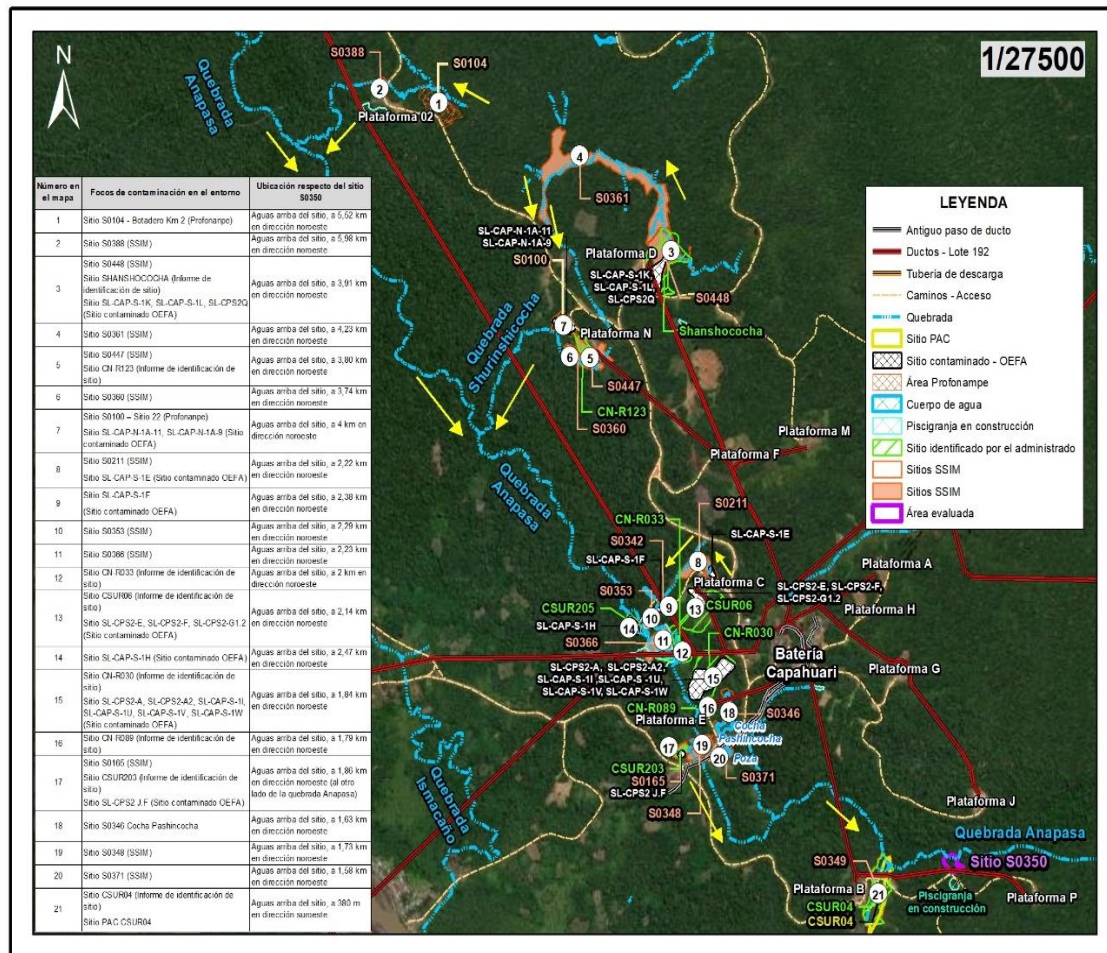 1/27500
N
S0388
S0104
2
1
Quebrada
Anapasa
Quebrada
Anapasa
Plataforma 02
4
S0361
SL-CAP-N-1A-11
SL-CAP-N-1A-9
S0100
Plataforma D
3
SL-CAP-S-1K,
SL-CAP-S-1L,
SL-CPS2Q
S0448
Shanshococha
7
Plataforma N
6
5
S0447
CN-R123
S0360
Quebrada
Shurinshicocha
Plataforma M
Plataforma F
Quebrada
Anapasa
S0211
CN-R033
SL-CAP-S-1E
S0342
SL-CAP-S-1F
8
Plataforma C
Plataforma A
SL-CPS2-E, SL-CPS2-F,
SL-CPS2-G1.2
S0353
9
13
CSUR06
Plataforma H
CSUR205
10
SL-CAP-S-1H
14
11
CN-R030
S0366
12
Batería
Capahuari
Plataforma G
SL-CPS2-A, SL-CPS2-A2,
SL-CAP-S-1I, SL-CAP-S-1U,
SL-CAP-S-1V, SL-CAP-S-1W
15
CN-R089
16
18
S0346
Plataforma E
Cocha
Pashincocha
17
19
Poza
20
S0371
CSUR203
S0165
SL-CPS2 J.F
S0348
Quebrada
Ismacaño
Plataforma J
Quebrada Anapasa
S0349
Sitio S0350
Plataforma B
21
Plataforma P
Piscigranja
en construcción
CSUR04
CSUR04
Número en el mapa
Focos de contaminación en el entorno
Ubicación respecto del sitio S0350
1
Sitio S0104 - Botadero Km 2 (Profonanpe)
Aguas arriba del sitio, a 5,52 km
en dirección noroeste
2
Sitio S0388 (SSIM)
Aguas arriba del sitio, a 5,98 km
en dirección noroeste
3
Sitio S0448 (SSIM)
Sitio SHANSHOCOCHA (Informe de
identificación de sitio)
Sitio SL-CAP-S-1K, SL-CAP-S-1L, SL-CPS2Q
(Sitio contaminado OEFA)
Aguas arriba del sitio, a 3,91 km
en dirección noroeste
4
Sitio S0361 (SSIM)
Aguas arriba del sitio, a 4,23 km
en dirección noroeste
5
Sitio S0447 (SSIM)
Sitio CN-R123 (Informe de identificación de
sitio)
Aguas arriba del sitio, a 3,80 km
en dirección noroeste
6
Sitio S0360 (SSIM)
Aguas arriba del sitio, a 3,74 km
en dirección noroeste
7
Sitio S0100 – Sitio 22 (Profonanpe)
Sitio SL-CAP-N-1A-11, SL-CAP-N-1A-9 (Sitio
contaminado OEFA)
Aguas arriba del sitio, a 4 km en
dirección noroeste
8
Sitio S0211 (SSIM)
Sitio SL-CAP-S-1E (Sitio contaminado OEFA)
Aguas arriba del sitio, a 2,22 km
en dirección noroeste
9
Sitio SL-CAP-S-1F
(Sitio contaminado OEFA)
Aguas arriba del sitio, a 2,38 km
en dirección noroeste
10
Sitio S0353 (SSIM)
Aguas arriba del sitio, a 2,29 km
en dirección noroeste
11
Sitio S0366 (SSIM)
Aguas arriba del sitio, a 2,23 km
en dirección noroeste
12
Sitio CN-R033 (Informe de identificación de
sitio)
Aguas arriba del sitio, a 2 km en
dirección noroeste
13
Sitio CSUR06 (Informe de identificación de
sitio)
Sitio SL-CPS2-E, SL-CPS2-F, SL-CPS2-G1.2
(Sitio contaminado OEFA)
Aguas arriba del sitio, a 2,14 km
en dirección noroeste
14
Sitio SL-CAP-S-1H (Sitio contaminado OEFA)
Aguas arriba del sitio, a 2,47 km
en dirección noroeste
15
Sitio CN-R030 (Informe de identificación de
sitio)
Sitio SL-CPS2-A, SL-CPS2-A2, SL-CAP-S-1I,
SL-CAP-S-1U, SL-CAP-S-1V, SL-CAP-S-1W
(Sitio contaminado OEFA)
Aguas arriba del sitio, a 1,84 km
en dirección noroeste
16
Sitio CN R089 (Informe de identificación de
sitio)
Aguas arriba del sitio, a 1,79 km
en dirección noroeste
17
Sitio S0165 (SSIM)
Sitio CSUR203 (Informe de identificación de
sitio)
Sitio SL-CPS2 J.F (Sitio contaminado OEFA)
Aguas arriba del sitio, a 1,86 km
en dirección noroeste (al otro
lado de la quebrada Anapasa)
18
Sitio S0346 Cocha Pashincocha
Aguas arriba del sitio, a 1,63 km
en dirección noroeste
19
Sitio S0348 (SSIM)
Aguas arriba del sitio, a 1,73 km
en dirección noroeste
20
Sitio S0371 (SSIM)
Aguas arriba del sitio, a 1,58 km
en dirección noroeste
21
Sitio CSUR04 (Informe de identificación de
sitio)
Sitio PAC CSUR04
Aguas arriba del sitio, a 380 m
en dirección suroeste
LEYENDA
Antiguo paso de ducto
Ductos - Lote 192
Tubería de descarga
Caminos - Acceso
Quebrada
Sitio PAC
Sitio contaminado - OEFA
Área Profonampe
Cuerpo de agua
Piscigranja en construcción
Sitio identificado por el administrado
Sitios SSIM
Sitios SSIM
Área evaluada